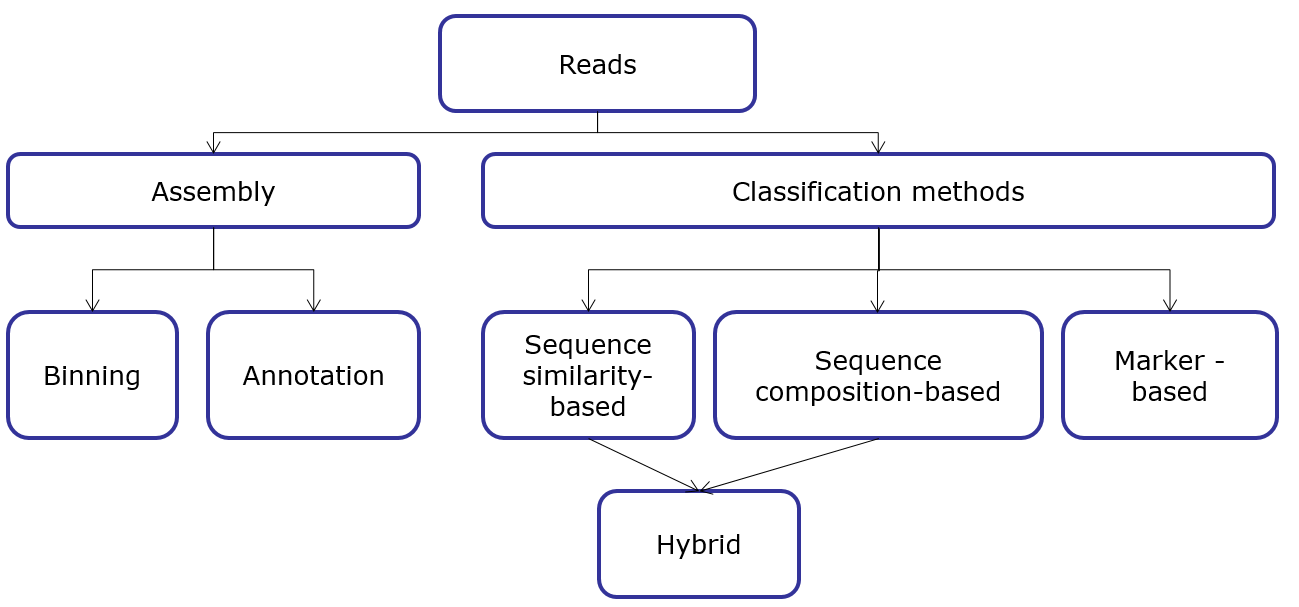 Reads
Assembly
Classification methods
Binning
Annotation
Sequence
similarity-
based
Sequence
composition-based
Marker -
based
Hybrid